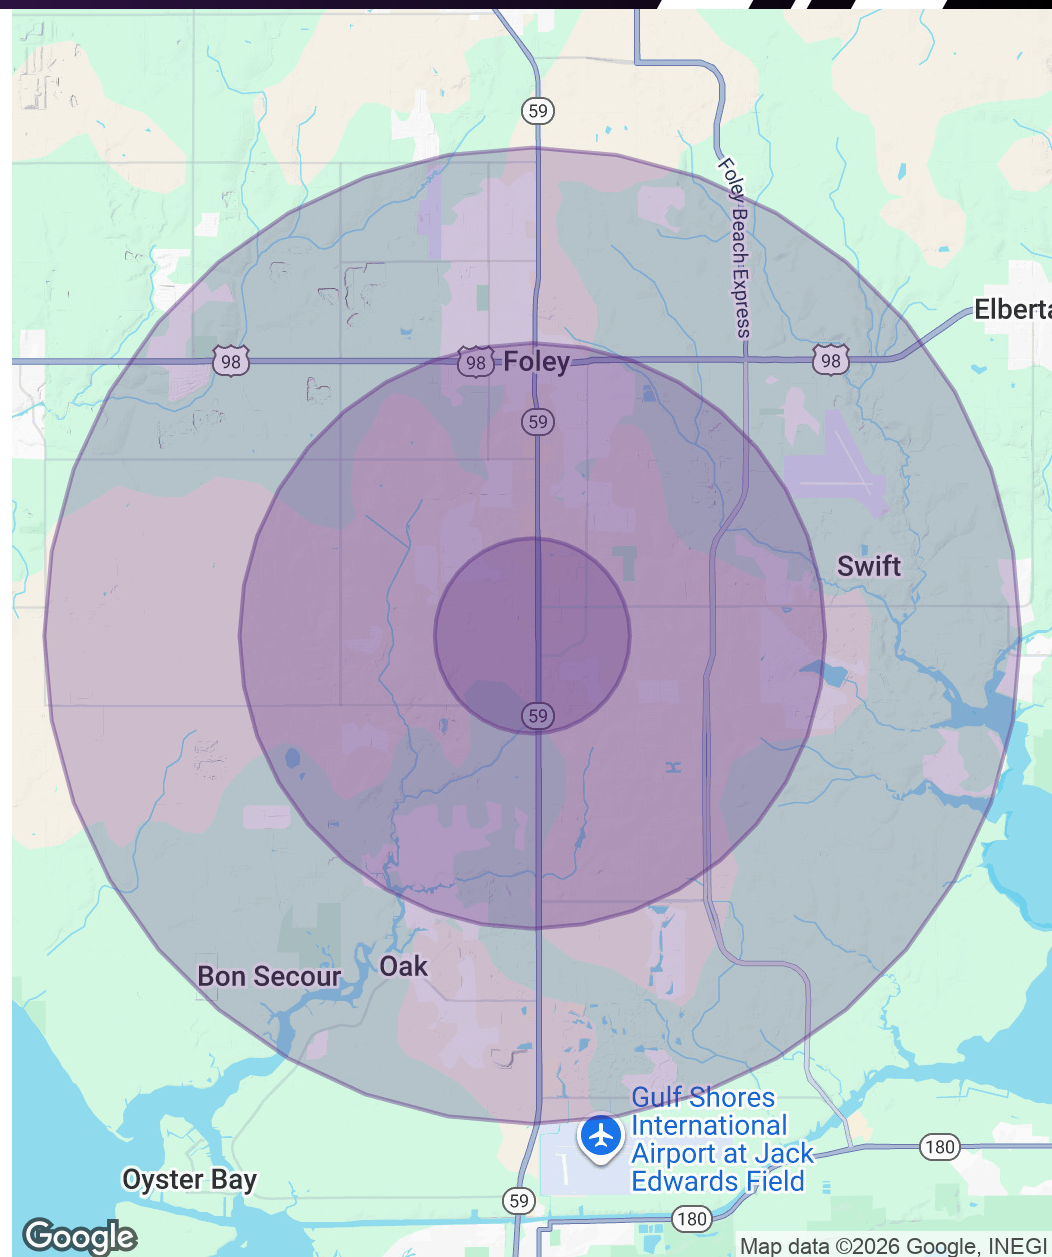 59
Foley Beach Express
Elberta
98
98
Foley
98
59
Swift
59
Bon Secour
Oak
Gulf Shores
International
Airport at Jack
Edwards Field
180
Oyster Bay
59
180
Google
Map data ©2026 Google, INEGI